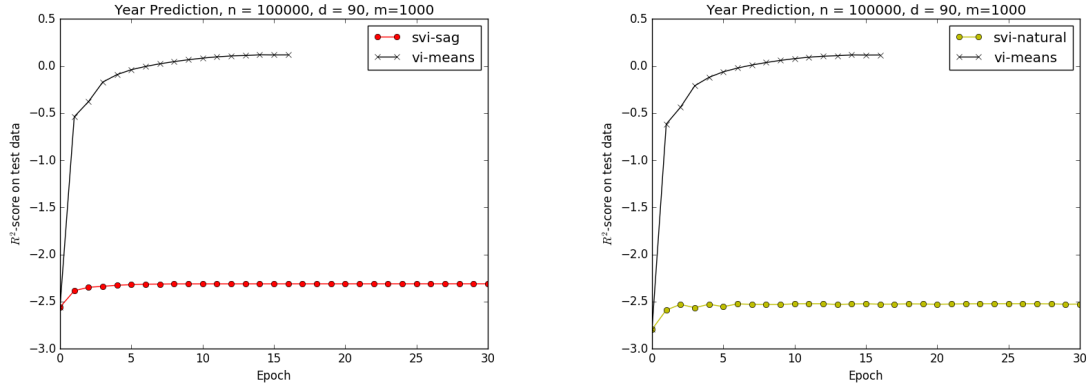 Year Prediction, n = 100000, d = 90, m=1000
svi-sag
vi-means
0.5
0.0
−0.5
−1.0
−1.5
−2.0
−2.5
−3.0
R²-score on test data
0 5 10 15 20 25 30
Epoch
Year Prediction, n = 100000, d = 90, m=1000
svi-natural
vi-means
0.5
0.0
−0.5
−1.0
−1.5
−2.0
−2.5
−3.0
R²-score on test data
0 5 10 15 20 25 30
Epoch